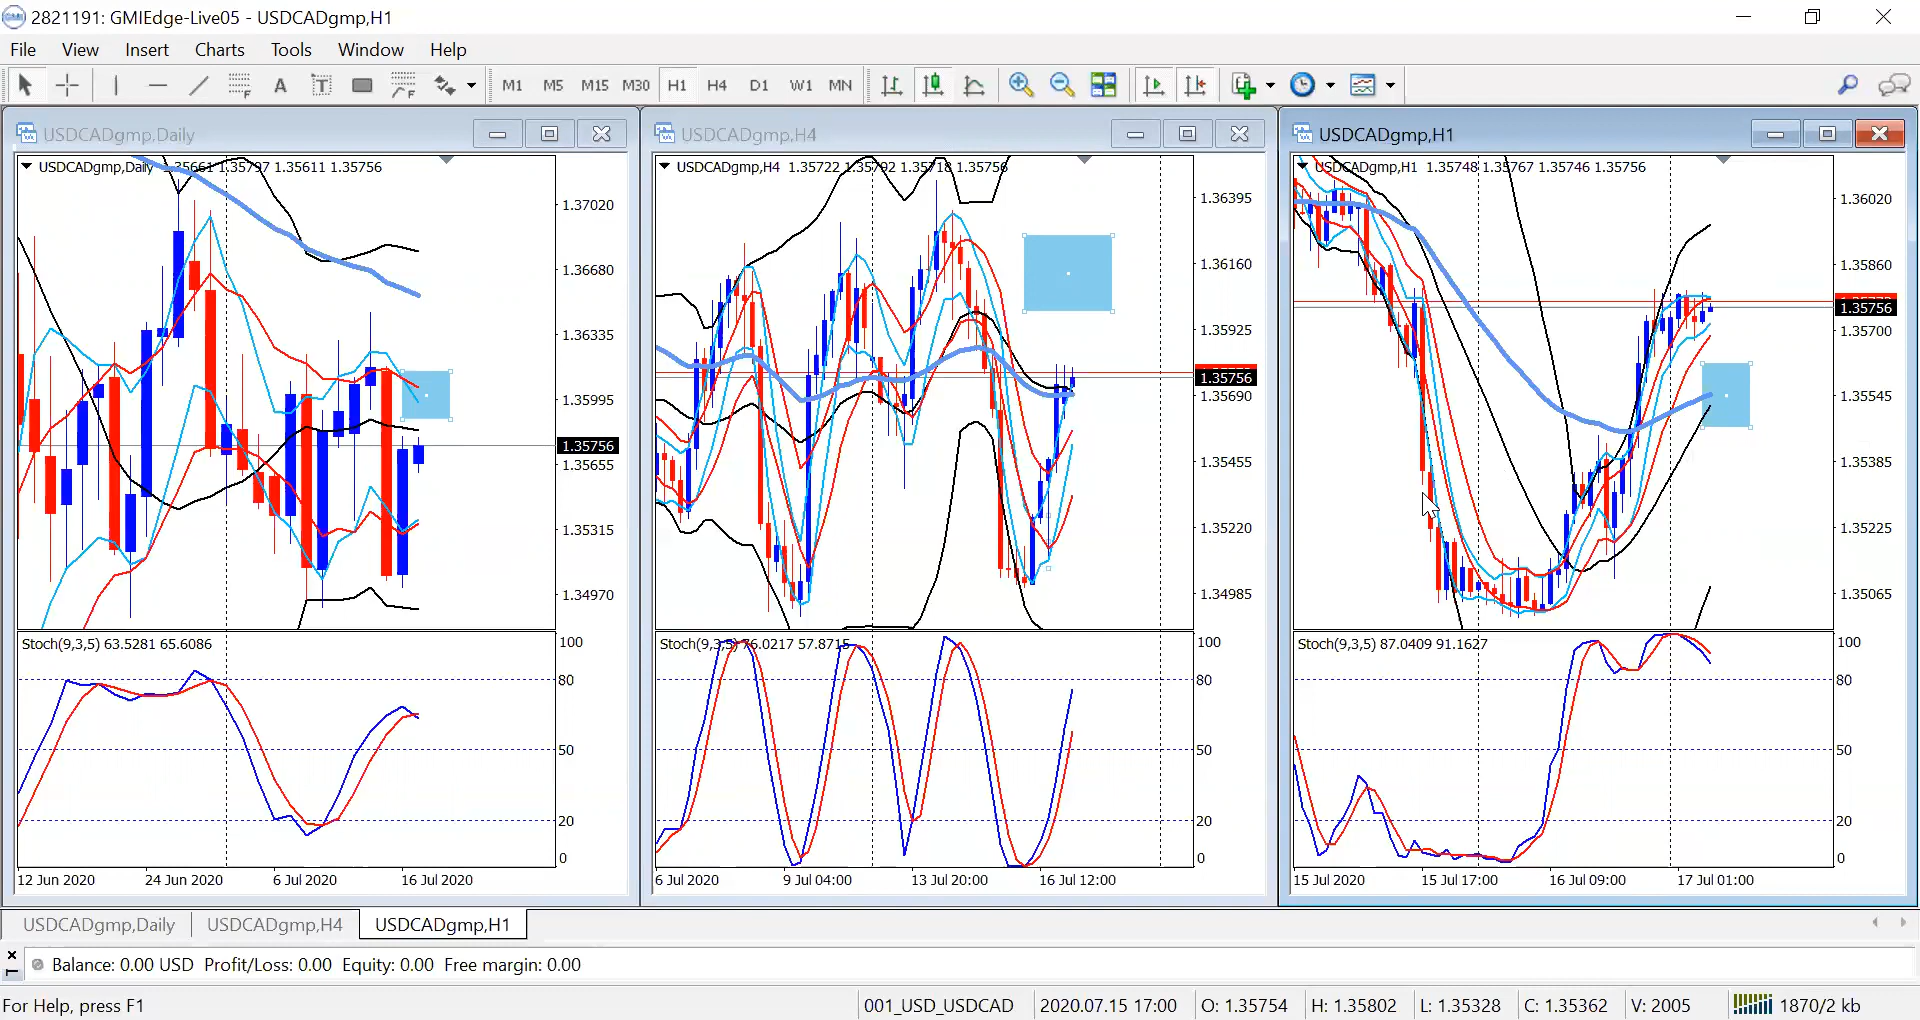 2821191: GMIEdge-Live05 - USDCADgmp,H1
File View Insert Charts Tools Window Help
A T F M1 M5 M15 M30 H1 H4 D1 W1 MN
USDCADgmp,Daily
USDCADgmp,Daily 1.35661 1.35797 1.35611 1.35756
1.37020
1.36680
1.36335
1.35995
1.35756
1.35655
1.35315
1.34970
Stoch(9,3,5) 63.5281 65.6086
100
80
50
20
0
12 Jun 2020 24 Jun 2020 6 Jul 2020 16 Jul 2020
USDCADgmp,H4
USDCADgmp,H4 1.35722 1.35792 1.35718 1.35756
1.36395
1.36160
1.35925
1.35756
1.35690
1.35455
1.35220
1.34985
Stoch(9,3,5) 76.0217 57.8715
100
80
50
20
0
6 Jul 2020 9 Jul 04:00 13 Jul 20:00 16 Jul 12:00
USDCADgmp,H1
USDCADgmp,H1 1.35748 1.35767 1.35746 1.35756
1.36020
1.35860
1.35756
1.35700
1.35545
1.35385
1.35225
1.35065
Stoch(9,3,5) 87.0409 91.1627
100
80
50
20
0
15 Jul 2020 15 Jul 17:00 16 Jul 09:00 17 Jul 01:00
USDCADgmp,Daily USDCADgmp,H4 USDCADgmp,H1
Balance: 0.00 USD Profit/Loss: 0.00 Equity: 0.00 Free margin: 0.00
For Help, press F1 001_USD_USDCAD 2020.07.15 17:00 O: 1.35754 H: 1.35802 L: 1.35328 C: 1.35362 V: 2005 1870/2 kb